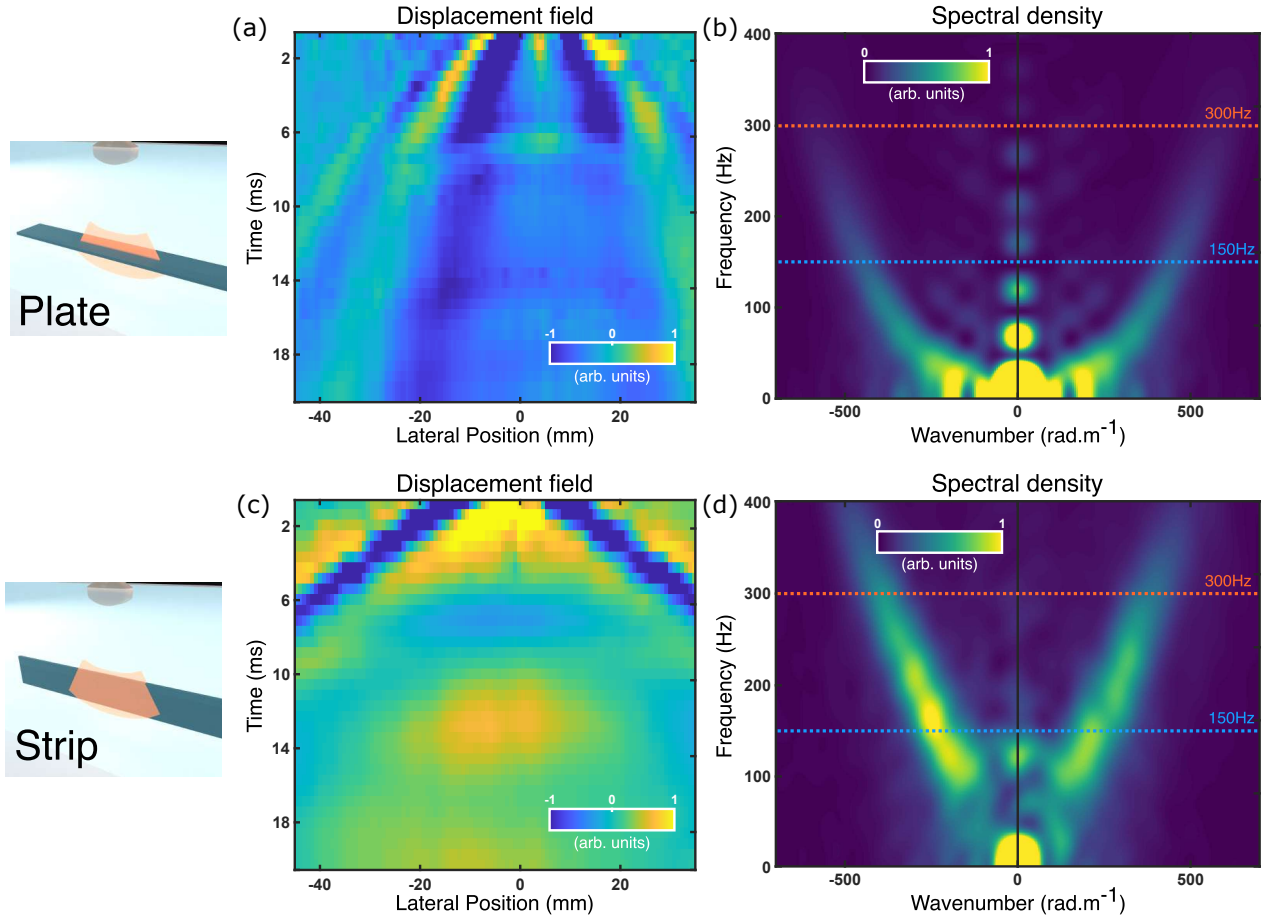 Displacement field
(a)
2
6
10
14
18
Time (ms)
-40
-20
0
20
Lateral Position (mm)
-1
0
1
(arb. units)
Plate
Spectral density
(b)
400
300
200
100
0
Frequency (Hz)
-500
0
500
Wavenumber (rad.m-1)
0
1
(arb. units)
300Hz
150Hz
Displacement field
(c)
2
6
10
14
18
Time (ms)
-40
-20
0
20
Lateral Position (mm)
-1
0
1
(arb. units)
Strip
Spectral density
(d)
400
300
200
100
0
Frequency (Hz)
-500
0
500
Wavenumber (rad.m-1)
0
1
(arb. units)
300Hz
150Hz